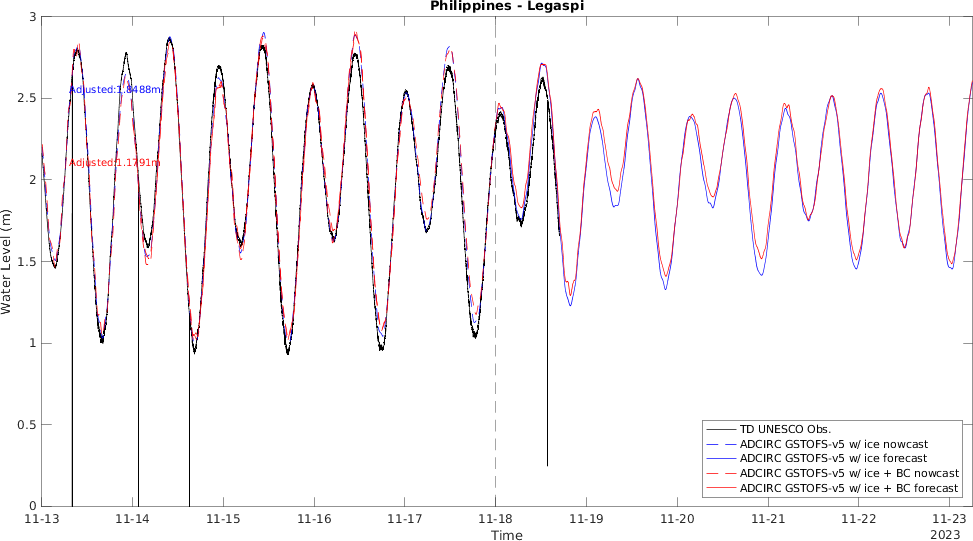 Philippines - Legaspi
3
2.5
2
1.5
1
0.5
0
Water Level (m)
Adjusted:1.8488m
Adjusted:1.1791m
TD UNESCO Obs.
ADCIRC GSTOFS-v5 w/ ice nowcast
ADCIRC GSTOFS-v5 w/ ice forecast
ADCIRC GSTOFS-v5 w/ ice + BC nowcast
ADCIRC GSTOFS-v5 w/ ice + BC forecast
11-13 11-14 11-15 11-16 11-17 11-18 11-19 11-20 11-21 11-22 11-23
Time
2023